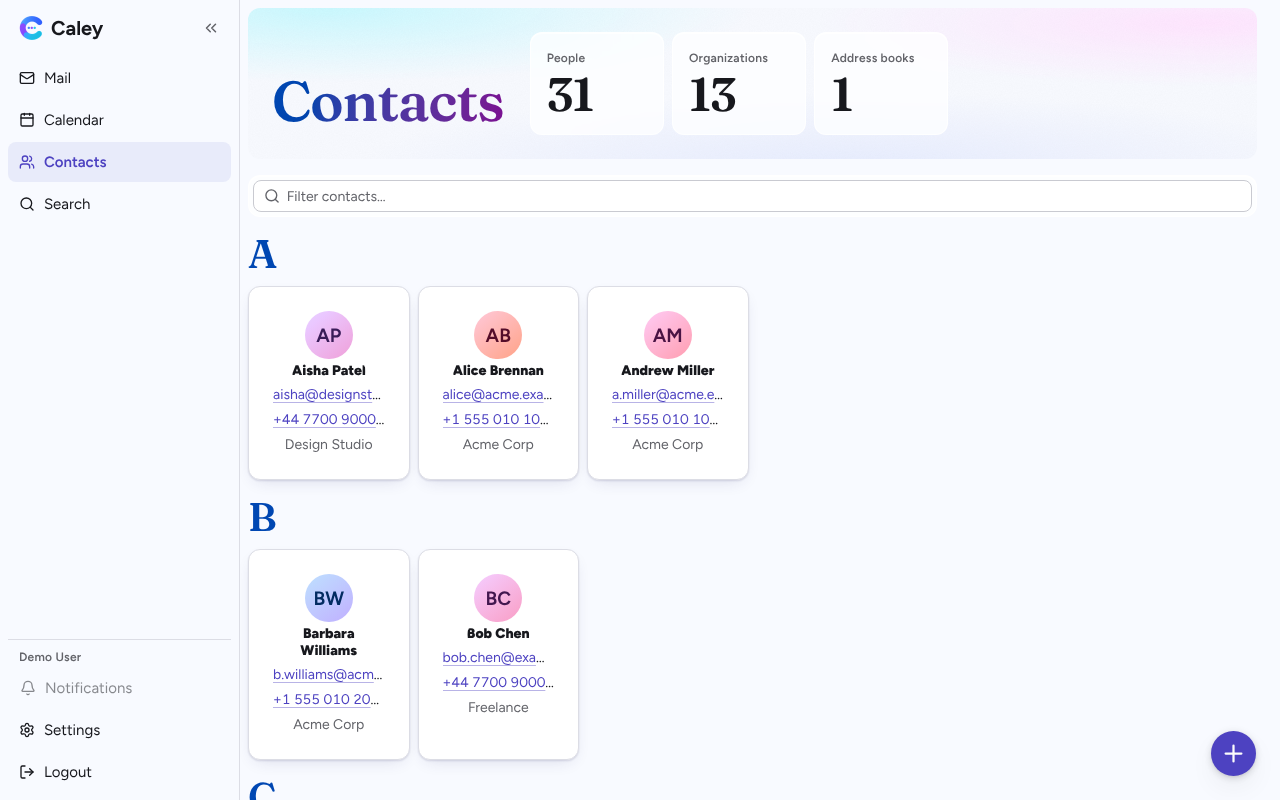 Caley
Mail
Calendar
Contacts
Search
Demo User
Notifications
Settings
Logout
Contacts
People
31
Organizations
13
Address books
1
Filter contacts...
A
AP
Aisha Patel
aisha@designst...
+44 7700 9000...
Design Studio
AB
Alice Brennan
alice@acme.exa...
+1 555 010 10...
Acme Corp
AM
Andrew Miller
a.miller@acme.e...
+1 555 010 10...
Acme Corp
B
BW
Barbara
Williams
b.williams@acm...
+1 555 010 20...
Acme Corp
BC
Bob Chen
bob.chen@exa...
+44 7700 9000...
Freelance
C